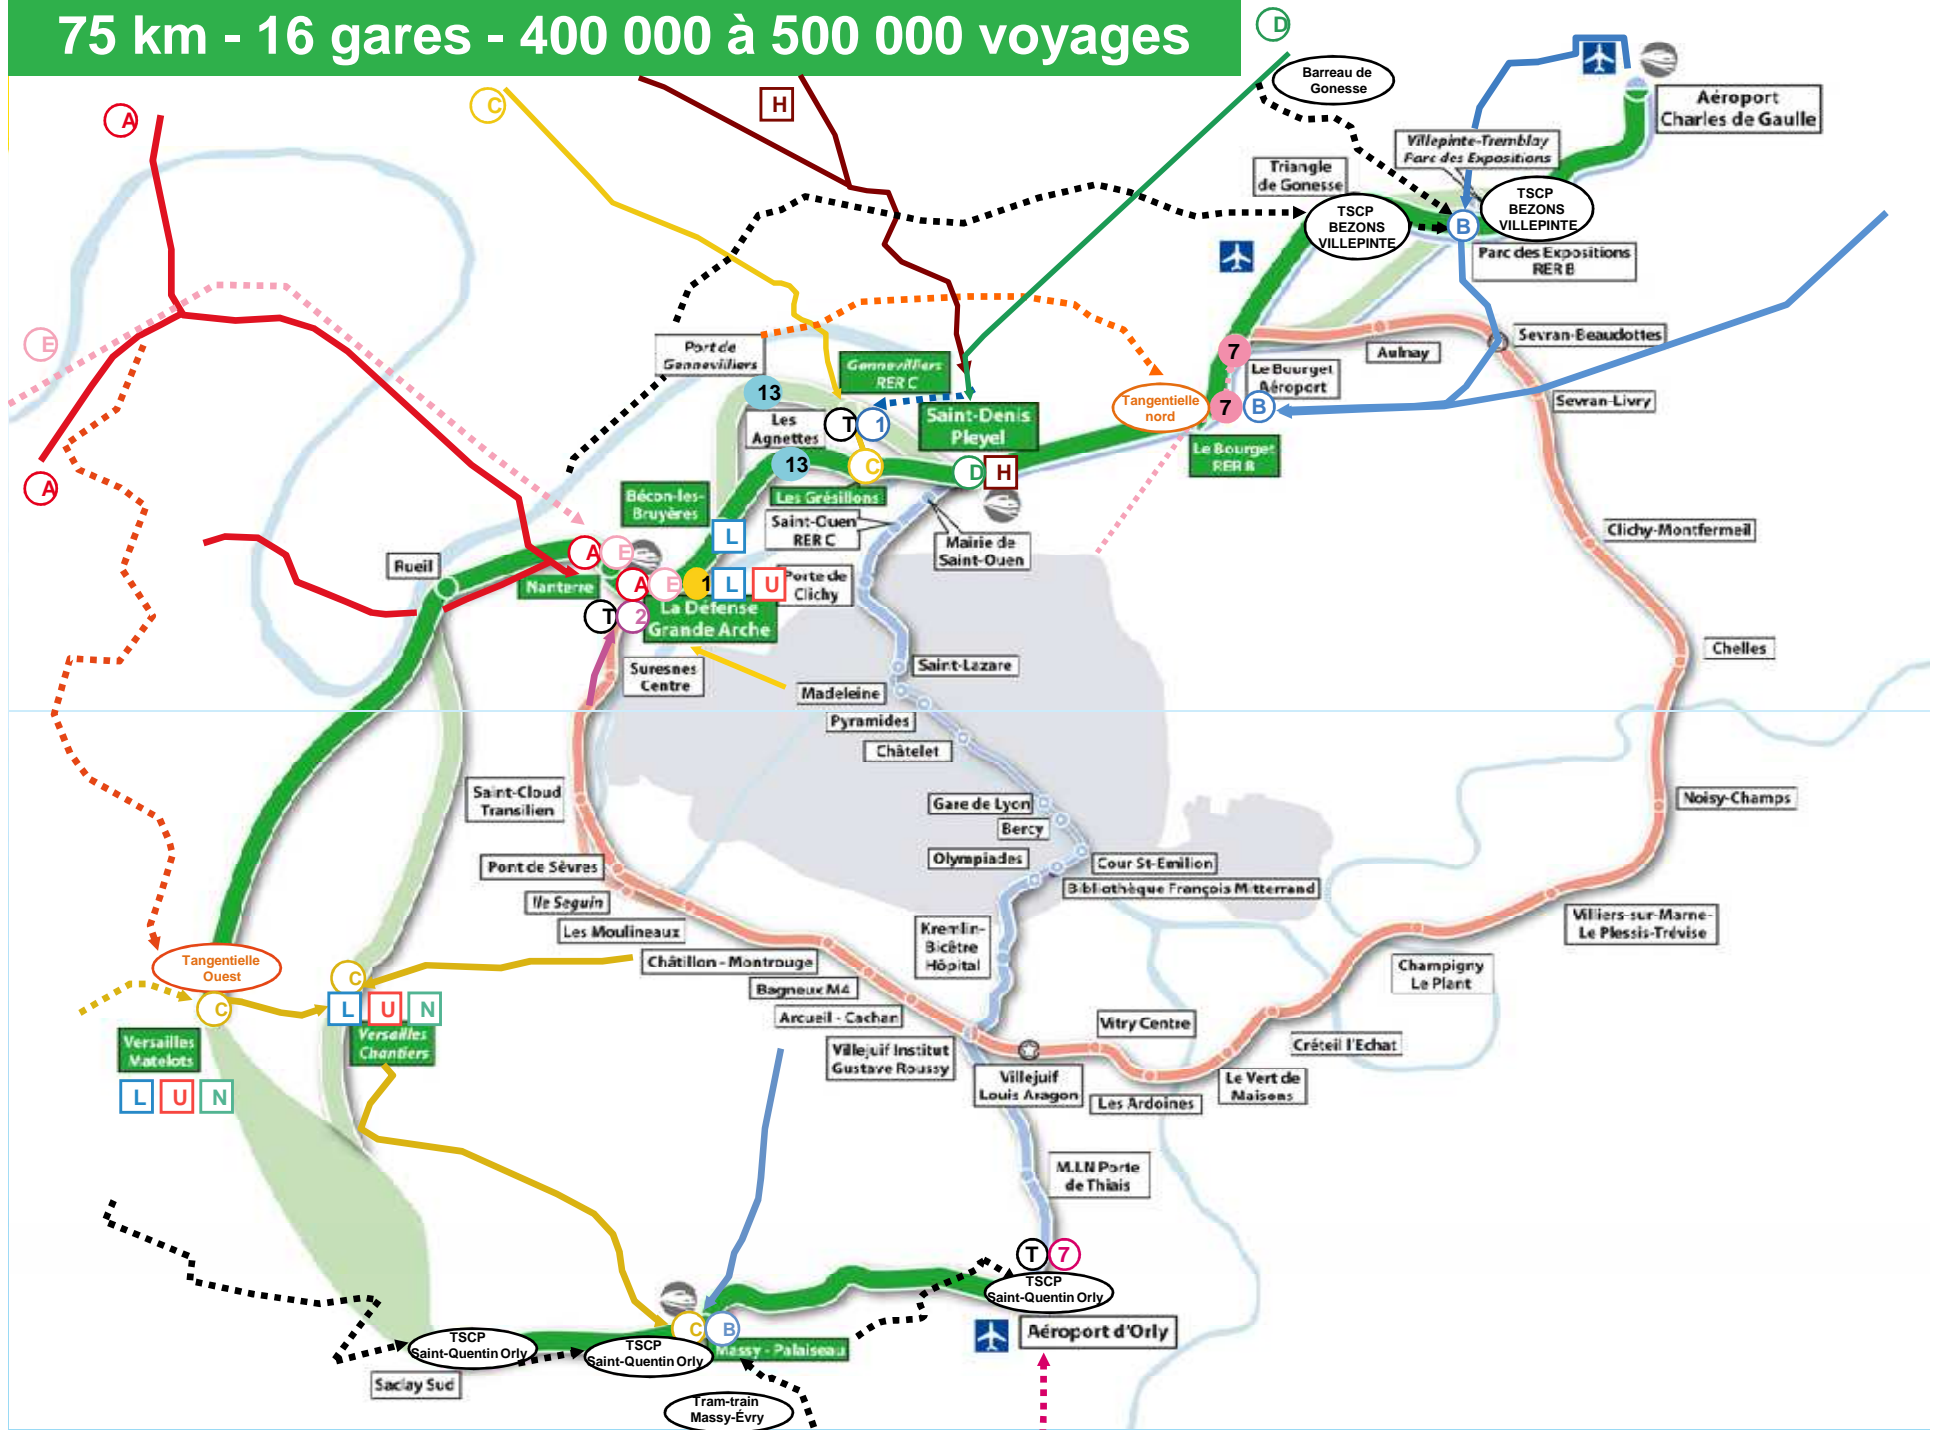 75 km - 16 gares - 400 000 à 500 000 voyages
D
Barreau de
Gonesse
Aéroport
Charles de Gaulle
A
C
H
Villepinte-Tremblay
Parc des Expositions
Triangle
de Gonesse
TSCP
BEZONS
VILLEPINTE
TSCP
BEZONS
VILLEPINTE
B
Parc des Expositions
RER B
E
Port de
Gennevilliers
Gennevilliers
RER C
7
Aulnay
Sevran-Beaudottes
Le Bourget
Aéroport
Sevran-Livry
13
T
1
Les
Agnettes
Saint-Denis
Pleyel
Tangentielle
nord
7
B
Le Bourget
RER B
A
13
C
D
H
Bécon-les-
Bruyères
Les Grésillons
L
Saint-Ouen
RER C
Mairie de
Saint-Ouen
Clichy-Montfermeil
Rueil
A
E
Nanterre
A
E
1
L
U
Porte de
Clichy
T
2
La Défense
Grande Arche
Chelles
Suresnes
Centre
Saint-Lazare
Madeleine
Pyramides
Châtelet
Saint-Cloud
Transilien
Gare de Lyon
Bercy
Noisy-Champs
Pont de Sèvres
Olympiades
Cour St-Emilion
Bibliothèque François Mitterrand
Ile Seguin
Les Moulineaux
Kremlin-
Bicêtre
Hôpital
Villiers-sur-Marne-
Le Plessis-Trévise
Tangentielle
Ouest
Châtillon - Montrouge
Champigny
Le Plant
C
C
L
U
N
Bagneux M4
Arcueil - Cachan
Vitry Centre
Versailles
Matelots
Versailles
Chantiers
Villejuif Institut
Gustave Roussy
Créteil l'Echat
Villejuif
Louis Aragon
Le Vert de
Maisons
Les Ardoines
L
U
N
M.I.N Porte
de Thiais
T
7
TSCP
Saint-Quentin Orly
C
B
TSCP
Saint-Quentin Orly
TSCP
Saint-Quentin Orly
Massy - Palaiseau
Aéroport d'Orly
Saclay Sud
Tram-train
Massy-Évry